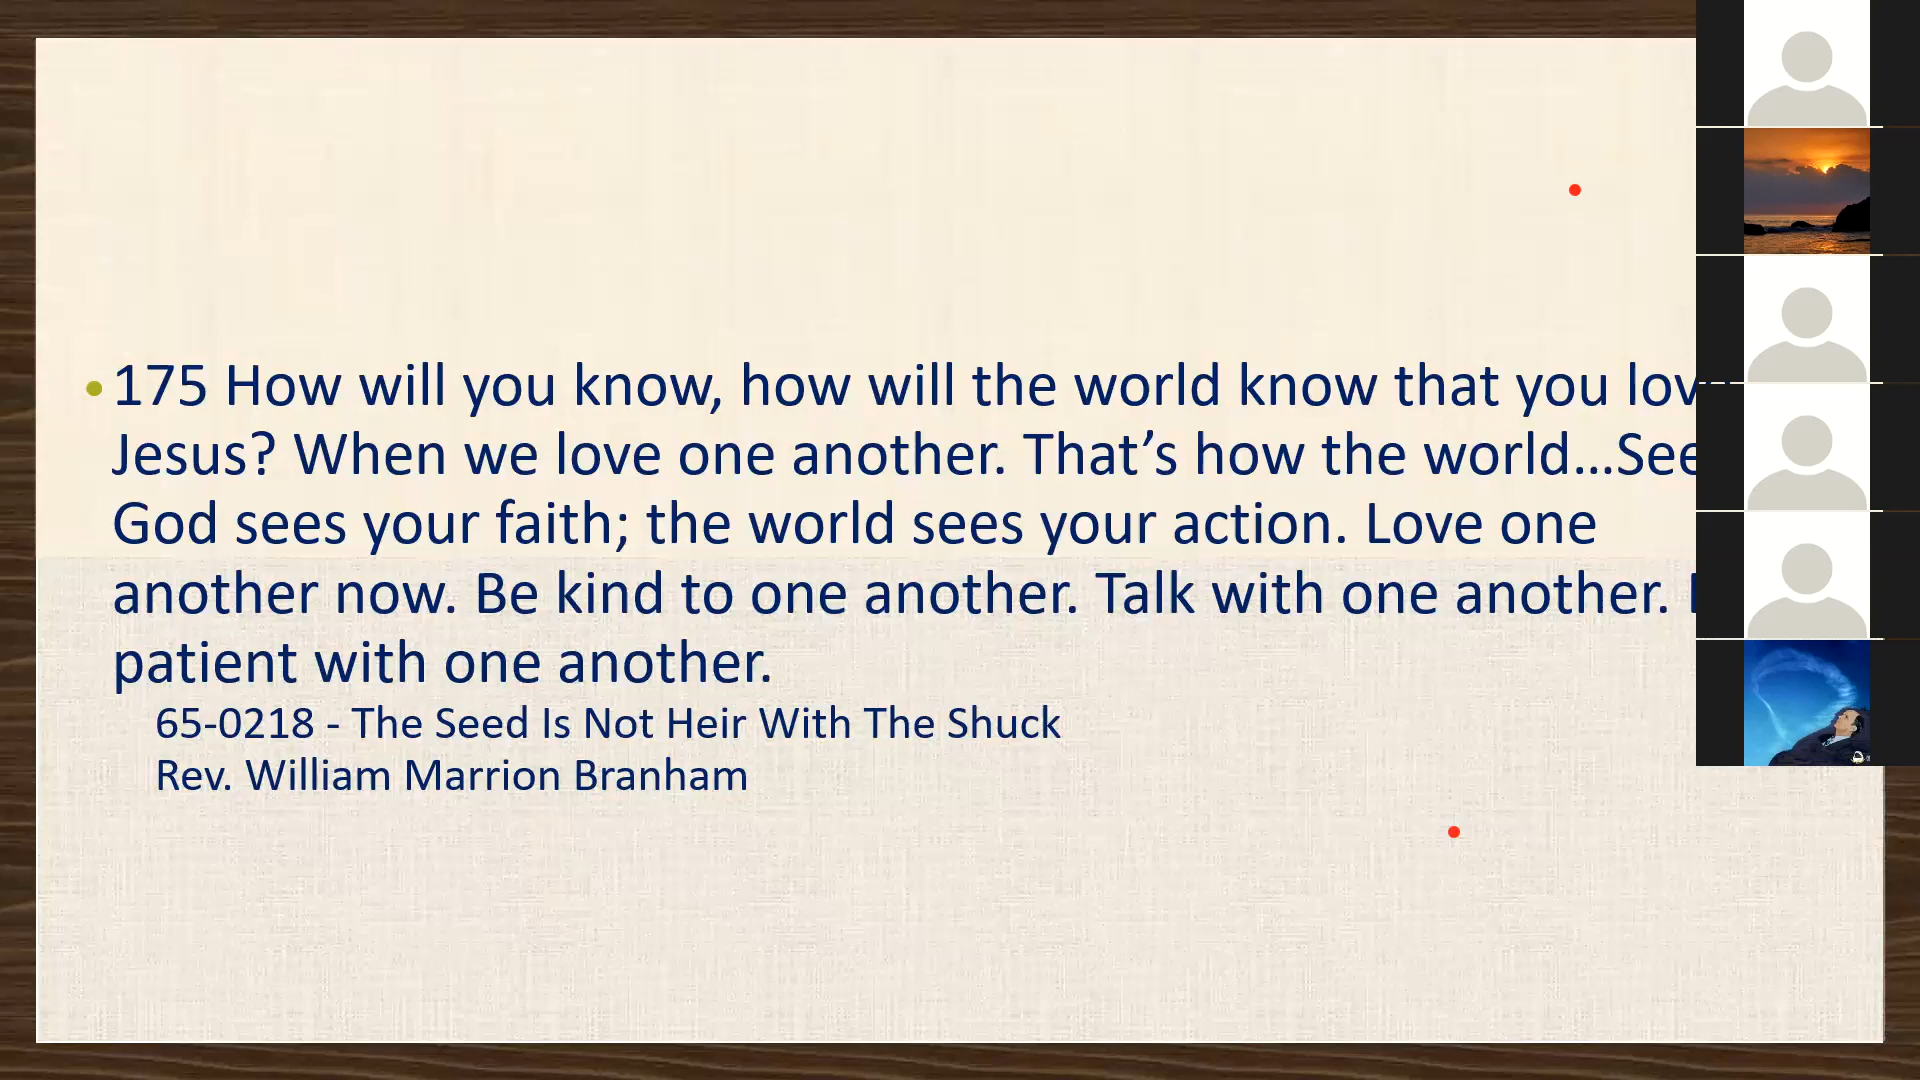 • 175 How will you know, how will the world know that you love
Jesus? When we love one another. That’s how the world...See
God sees your faith; the world sees your action. Love one
another now. Be kind to one another. Talk with one another.
patient with one another.
65-0218 - The Seed Is Not Heir With The Shuck
Rev. William Marrion Branham